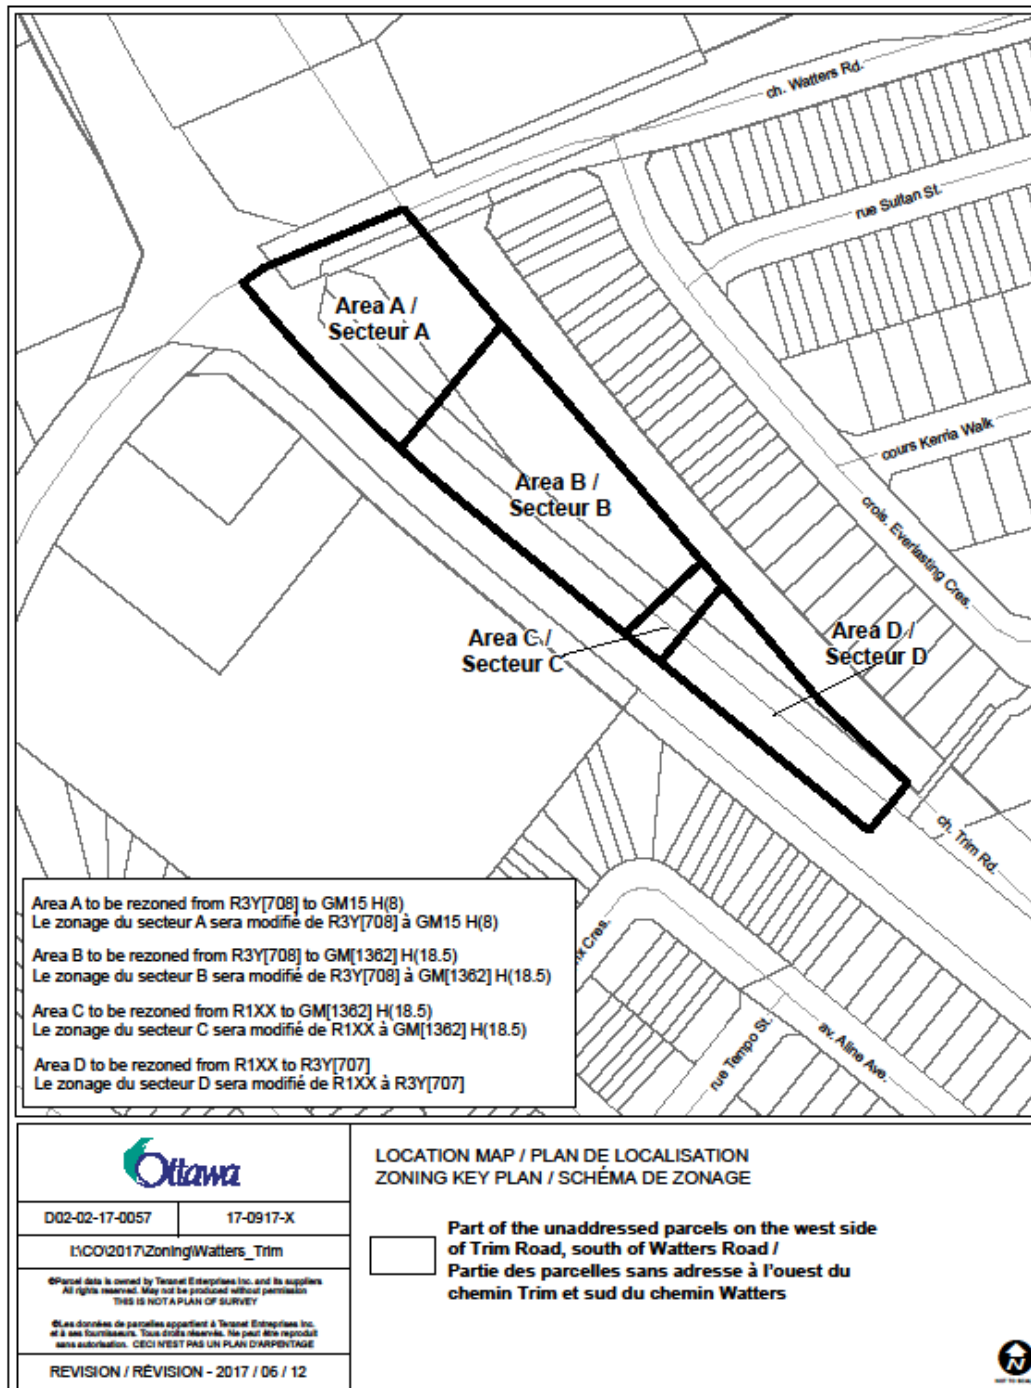 ch. Watters Rd.
rue Sultan St.
cours Kerria Walk
crois. Everlasting Cres.
Area A /
Secteur A
Area B /
Secteur B
Area C /
Secteur C
Area D /
Secteur D
ch. Trim Rd.
Cres.
rue Tempo St.
av. Aline Ave.
Area A to be rezoned from R3Y[708] to GM15 H(8)
Le zonage du secteur A sera modifié de R3Y[708] à GM15 H(8)
Area B to be rezoned from R3Y[708] to GM[1362] H(18.5)
Le zonage du secteur B sera modifié de R3Y[708] à GM[1362] H(18.5)
Area C to be rezoned from R1XX to GM[1362] H(18.5)
Le zonage du secteur C sera modifié de R1XX à GM[1362] H(18.5)
Area D to be rezoned from R1XX to R3Y[707]
Le zonage du secteur D sera modifié de R1XX à R3Y[707]
Ottawa
D02-02-17-0057 17-0917-X
I:\CO\2017\Zoning\Watters_Trim
©Parcel data is owned by Teranet Enterprises Inc. and its suppliers
All rights reserved. May not be produced without permission
THIS IS NOT A PLAN OF SURVEY
©Les données de parcelles appartient à Teranet Entreprises Inc.
et à ses fournisseurs. Tous droits réservés. Ne peut être reproduit
sans autorisation. CECI N'EST PAS UN PLAN D'ARPENTAGE
REVISION / RÉVISION - 2017 / 06 / 12
LOCATION MAP / PLAN DE LOCALISATION
ZONING KEY PLAN / SCHÉMA DE ZONAGE
Part of the unaddressed parcels on the west side
of Trim Road, south of Watters Road /
Partie des parcelles sans adresse à l'ouest du
chemin Trim et sud du chemin Watters
N